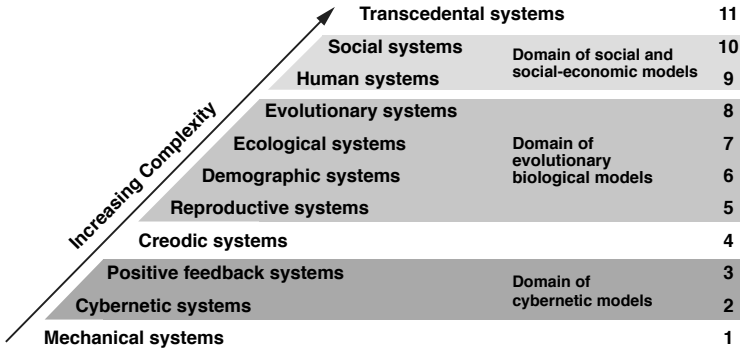 Transcedental systems 11
Social systems 10
Domain of social and
social-economic models
Human systems 9
Evolutionary systems 8
Ecological systems 7
Domain of
evolutionary
biological models
Demographic systems 6
Reproductive systems 5
Creodic systems 4
Positive feedback systems 3
Domain of
cybernetic models
Cybernetic systems 2
Mechanical systems 1
Increasing Complexity